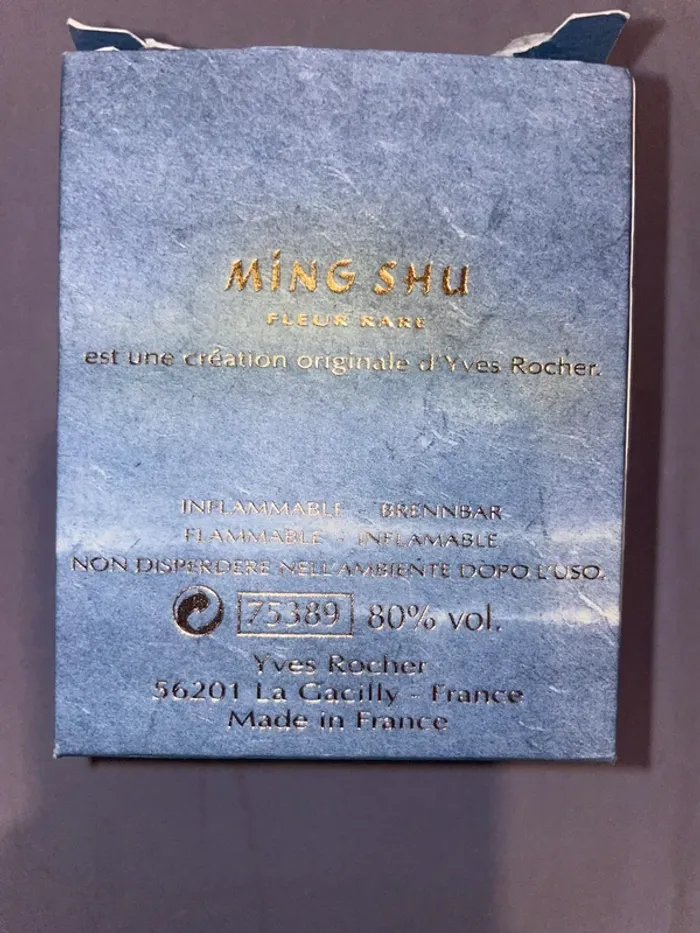 MiNG SHU
FLEUR RARE
est une création originale d'Yves Rocher.
INFLAMMABLE - BRENNBAR
FLAMMABLE - INFLAMABLE
NON DISPERDERE NELL'AMBIENTE DOPO L'USO.
75389 80% vol.
Yves Rocher
56201 La Gacilly - France
Made in France